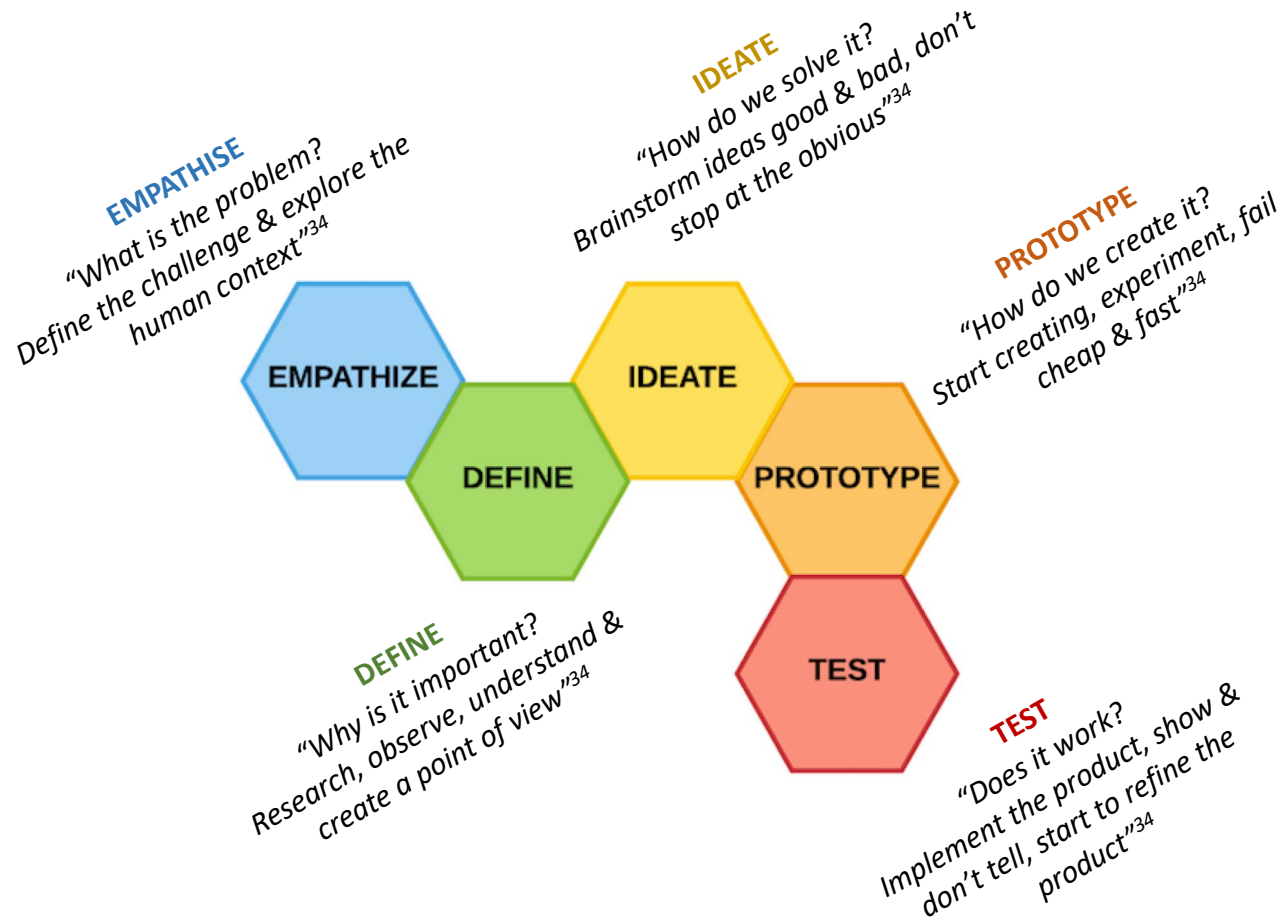 EMPATHISE
“What is the problem?
Define the challenge & explore the
human context”34
IDEATE
“How do we solve it?
Brainstorm ideas good & bad, don’t
stop at the obvious”34
PROTOTYPE
“How do we create it?
Start creating, experiment, fail
cheap & fast”34
EMPATHIZE
DEFINE
IDEATE
PROTOTYPE
TEST
DEFINE
“Why is it important?
Research, observe, understand &
create a point of view”34
TEST
“Does it work?
Implement the product, show &
don’t tell, start to refine the
product”34